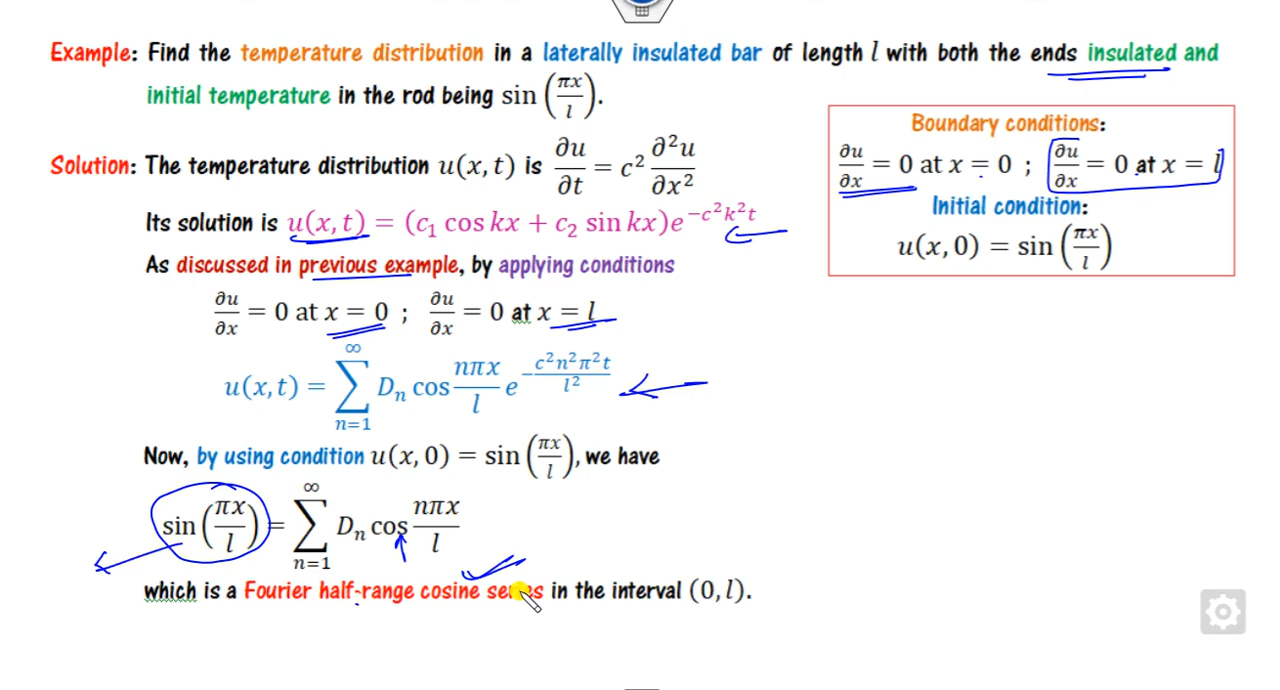 Example: Find the temperature distribution in a laterally insulated bar of length l with both the ends insulated and
initial temperature in the rod being sin (πx/l).
Boundary conditions:
∂u/∂x = 0 at x = 0 ; ∂u/∂x = 0 at x = l
Initial condition:
u(x, 0) = sin (πx/l)
Solution: The temperature distribution u(x, t) is ∂u/∂t = c² ∂²u/∂x²
Its solution is u(x, t) = (c₁ cos kx + c₂ sin kx)e^(−c²k²t)
As discussed in previous example, by applying conditions
∂u/∂x = 0 at x = 0 ; ∂u/∂x = 0 at x = l
u(x, t) = ∑_{n=1}^{∞} Dₙ cos (nπx/l) e^(−c²n²π²t/l²)
Now, by using condition u(x, 0) = sin (πx/l), we have
sin (πx/l) = ∑_{n=1}^{∞} Dₙ cos (nπx/l)
which is a Fourier half-range cosine series in the interval (0, l).